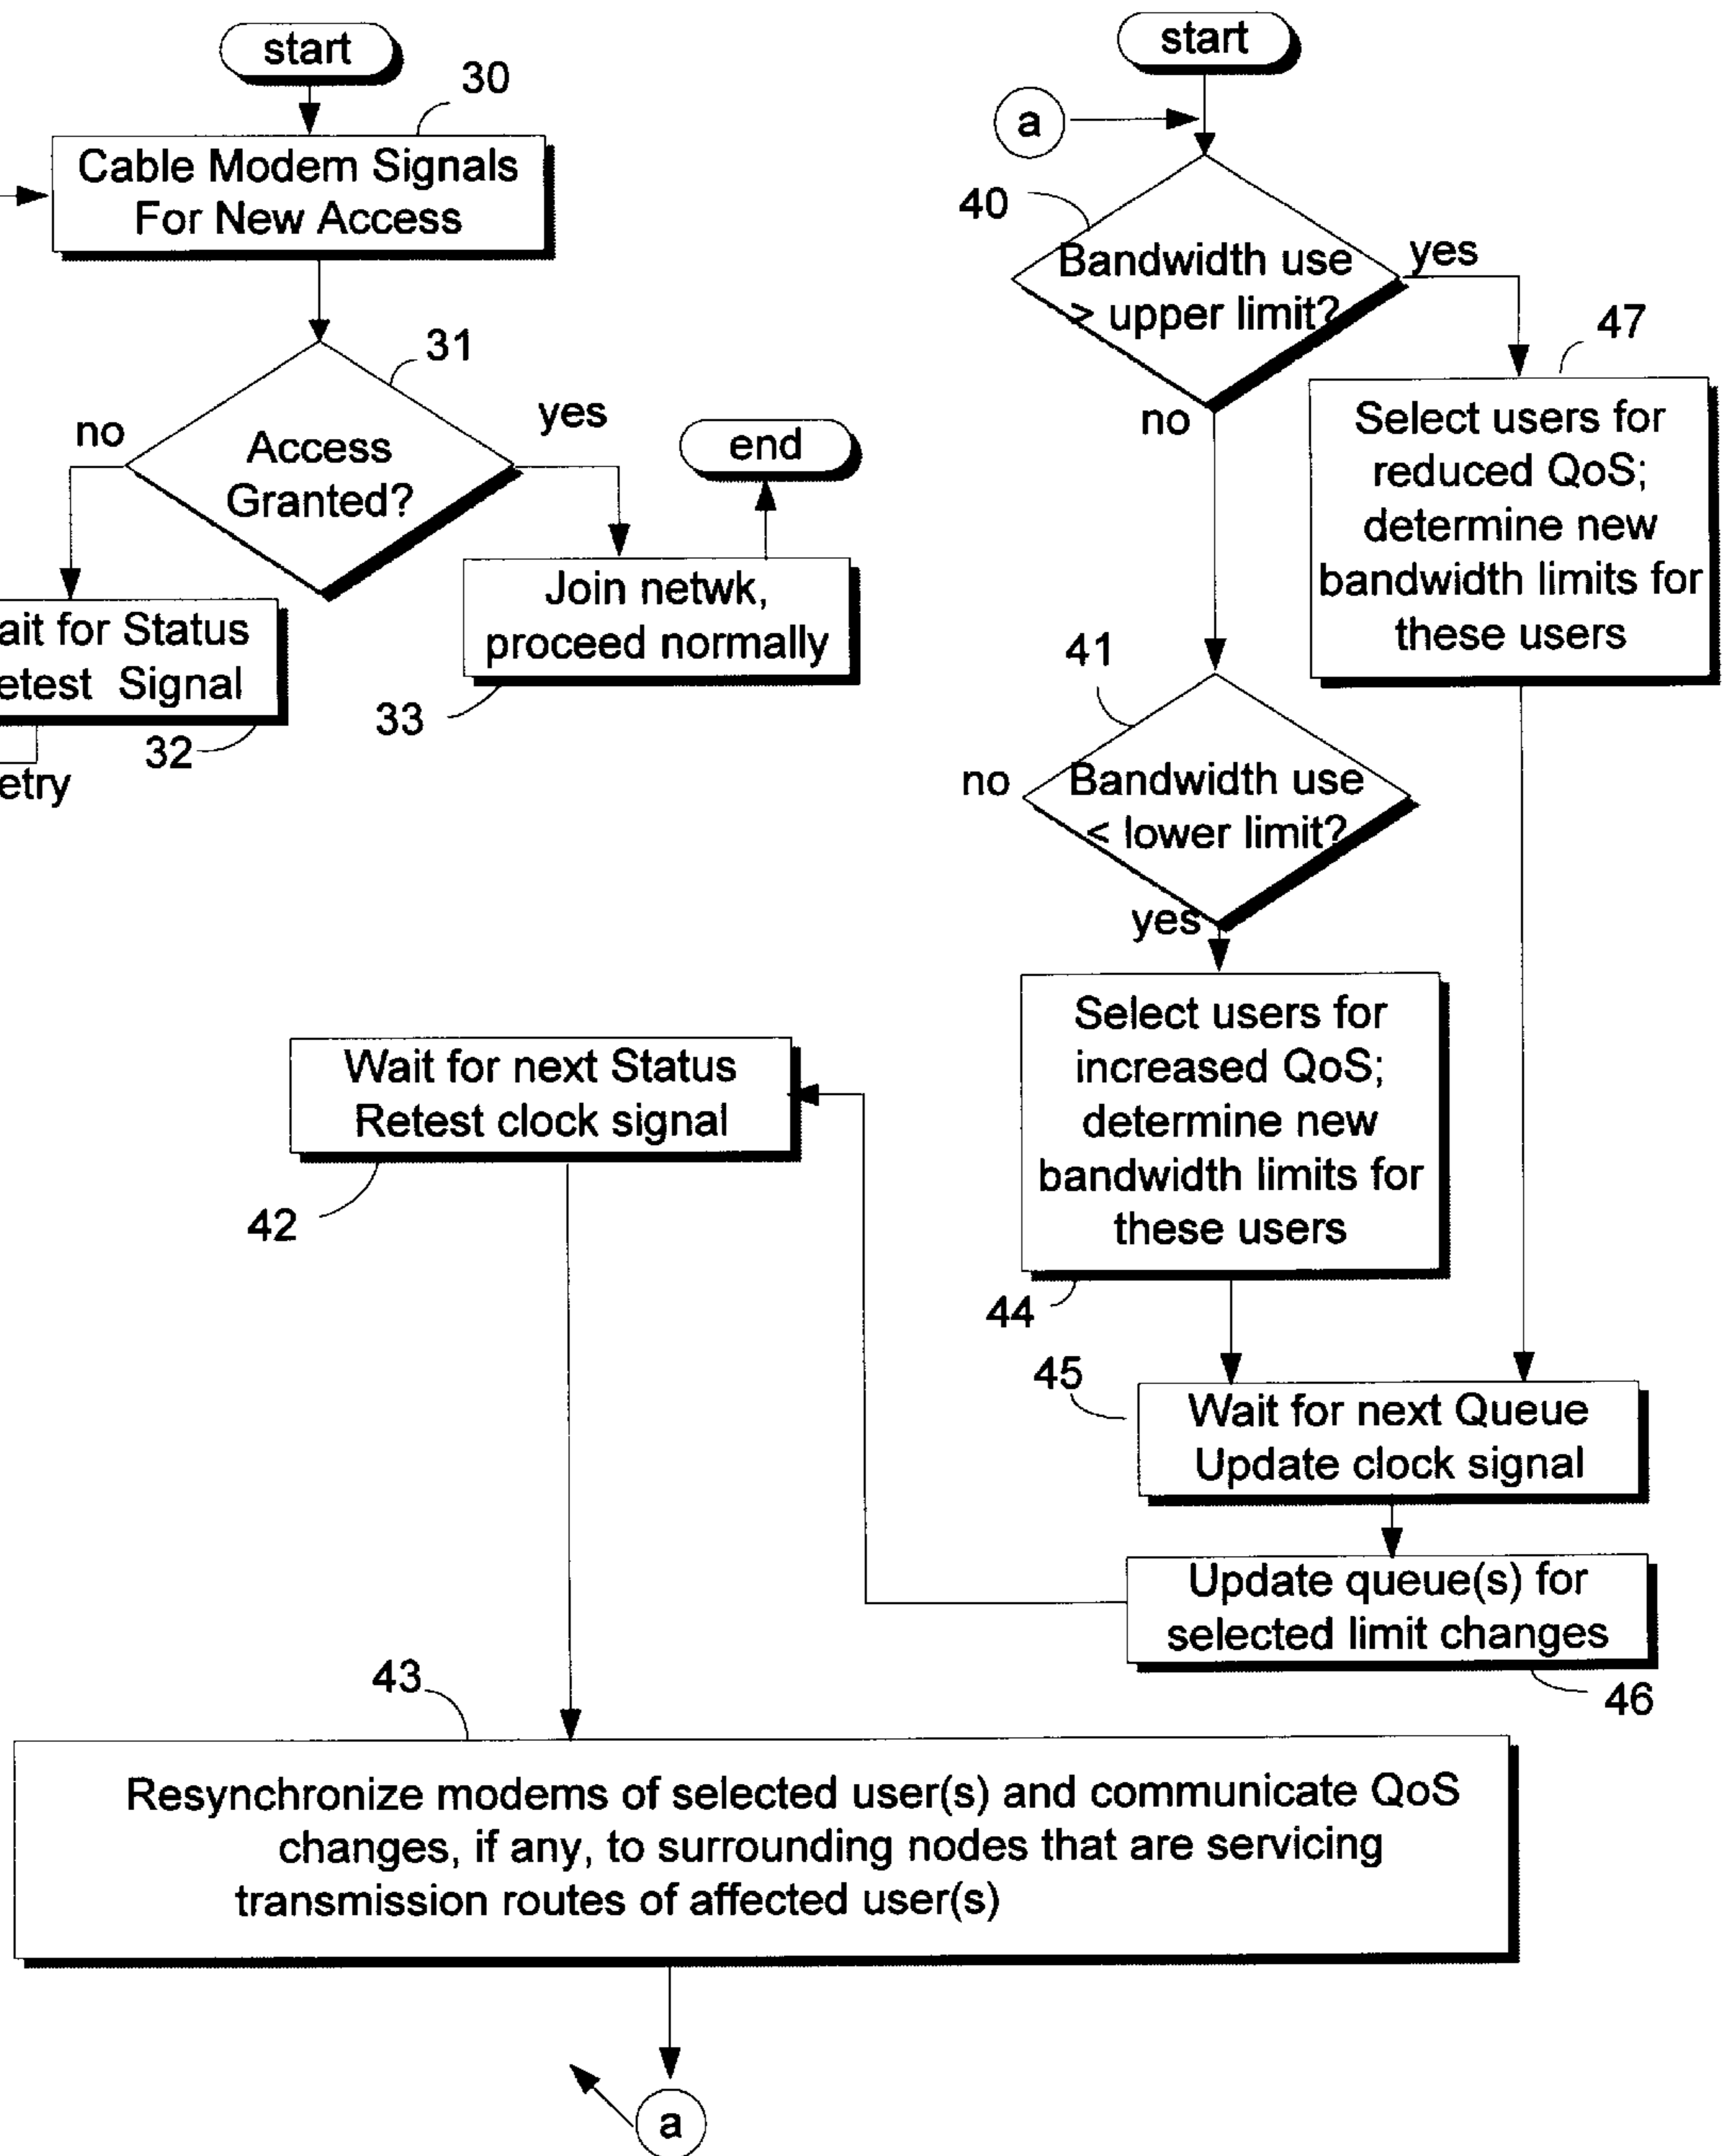 start
30
Cable Modem Signals
For New Access
31
no
yes
Access
Granted?
end
Join netwk,
proceed normally
33
for Status
Signal
32
start
a
40
Bandwidth use
> upper limit?
yes
no
47
Select users for
reduced QoS;
determine new
bandwidth limits for
these users
41
no
Bandwidth use
< lower limit?
yes
Select users for
increased QoS;
determine new
bandwidth limits for
these users
44
45
Wait for next Queue
Update clock signal
Update queue(s) for
selected limit changes
46
Wait for next Status
Retest clock signal
42
43
Resynchronize modems of selected user(s) and communicate QoS
changes, if any, to surrounding nodes that are servicing
transmission routes of affected user(s)
a